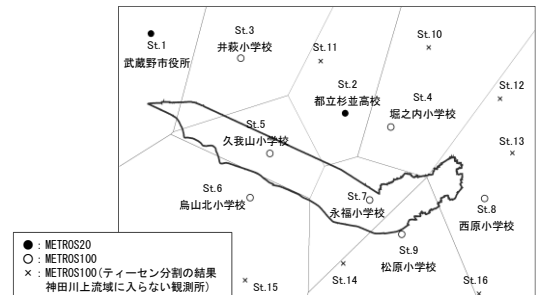 St.1
武蔵野市役所
St.3
井萩小学校
St.11
St.10
St.2
都立杉並高校
St.4
堀之内小学校
St.12
St.13
St.5
久我山小学校
St.6
烏山北小学校
St.7
永福小学校
St.8
西原小学校
St.9
松原小学校
St.14
St.15
St.16
● : METROS20
○ : METROS100
× : METROS100(ティーセン分割の結果
神田川上流域に入らない観測所)